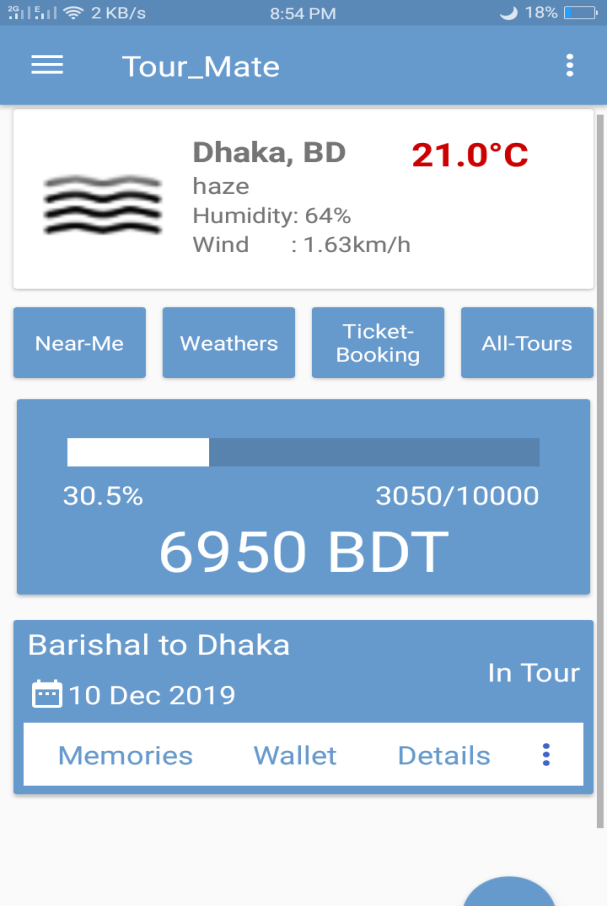 2G E 2 KB/s 8:54 PM 18%
Tour_Mate
Dhaka, BD 21.0°C
haze
Humidity: 64%
Wind : 1.63km/h
Near-Me Weathers Ticket-Booking All-Tours
30.5% 3050/10000
6950 BDT
Barishal to Dhaka
In Tour
10 Dec 2019
Memories Wallet Details